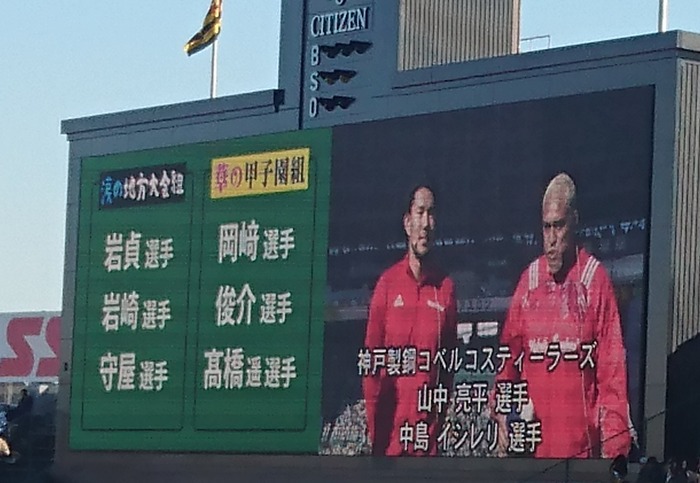 CITIZEN
B
S
O
涙の地方大会組
華の甲子園組
岩貞選手
岡﨑選手
岩崎選手
俊介選手
守屋選手
髙橋遥選手
神戸製鋼コベルコスティーラーズ
山中 亮平 選手
中島 イシレリ 選手